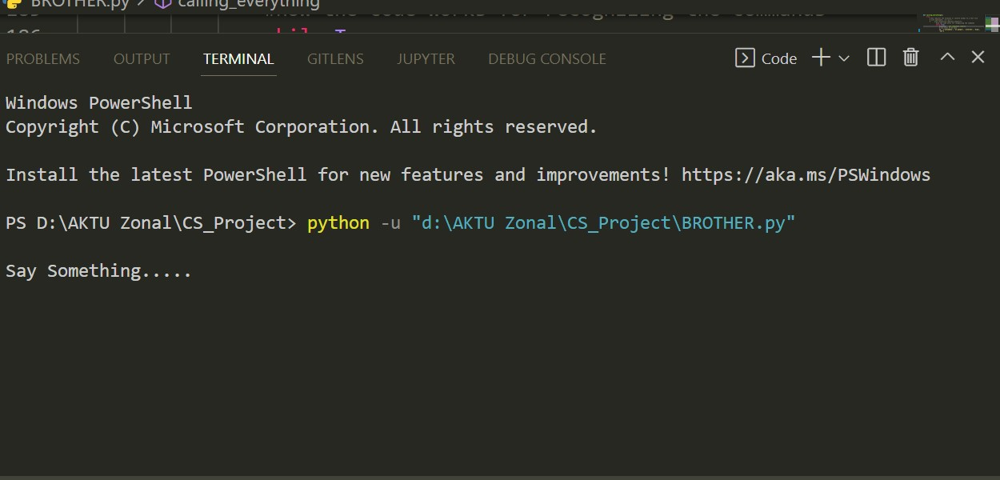 BROTHER.py > calling_everything
PROBLEMS OUTPUT TERMINAL GITLENS JUPYTER DEBUG CONSOLE Code
Windows PowerShell
Copyright (C) Microsoft Corporation. All rights reserved.
Install the latest PowerShell for new features and improvements! https://aka.ms/PSWindows
PS D:\AKTU Zonal\CS_Project> python -u "d:\AKTU Zonal\CS_Project\BROTHER.py"
Say Something.....